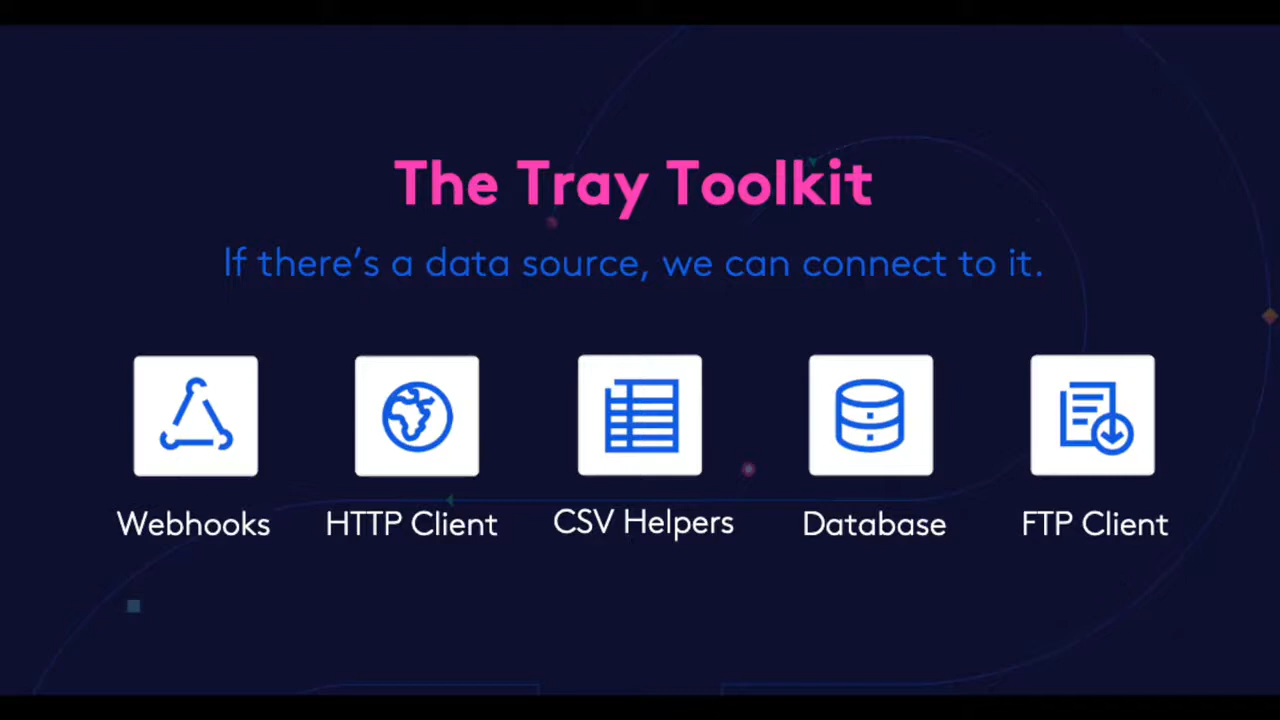 The Tray Toolkit
If there’s a data source, we can connect to it.
Webhooks HTTP Client CSV Helpers Database FTP Client